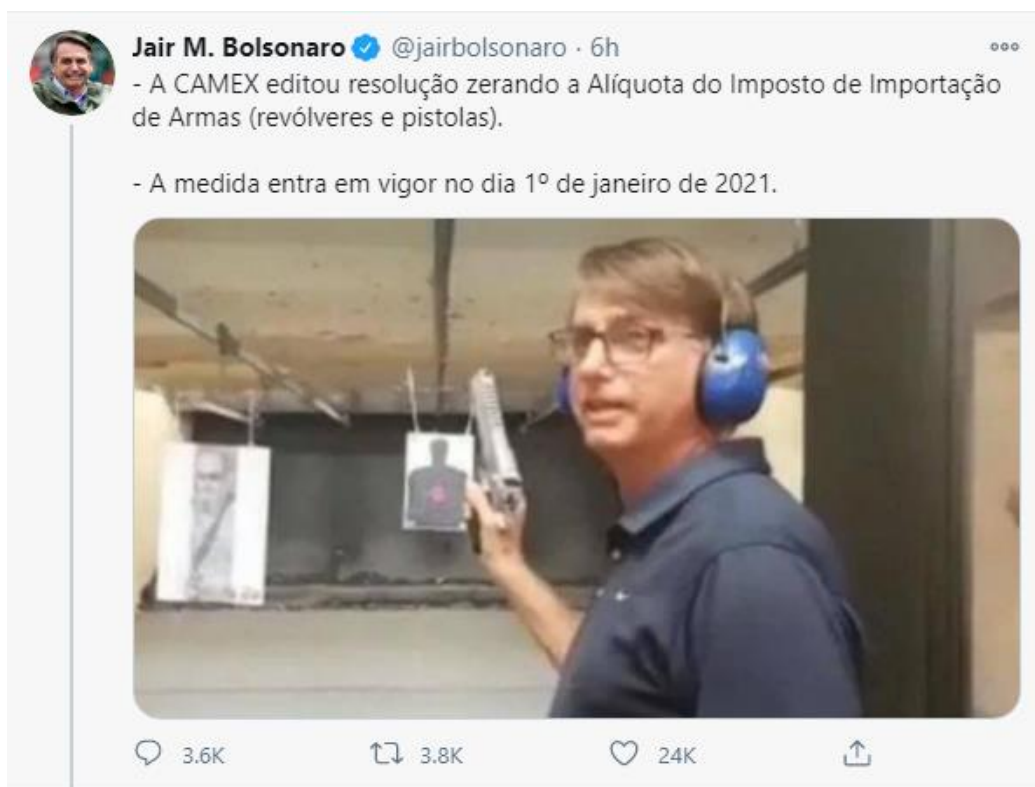 Jair M. Bolsonaro @jairbolsonaro · 6h
- A CAMEX editou resolução zerando a Alíquota do Imposto de Importação
de Armas (revólveres e pistolas).
- A medida entra em vigor no dia 1º de janeiro de 2021.
3.6K 3.8K 24K